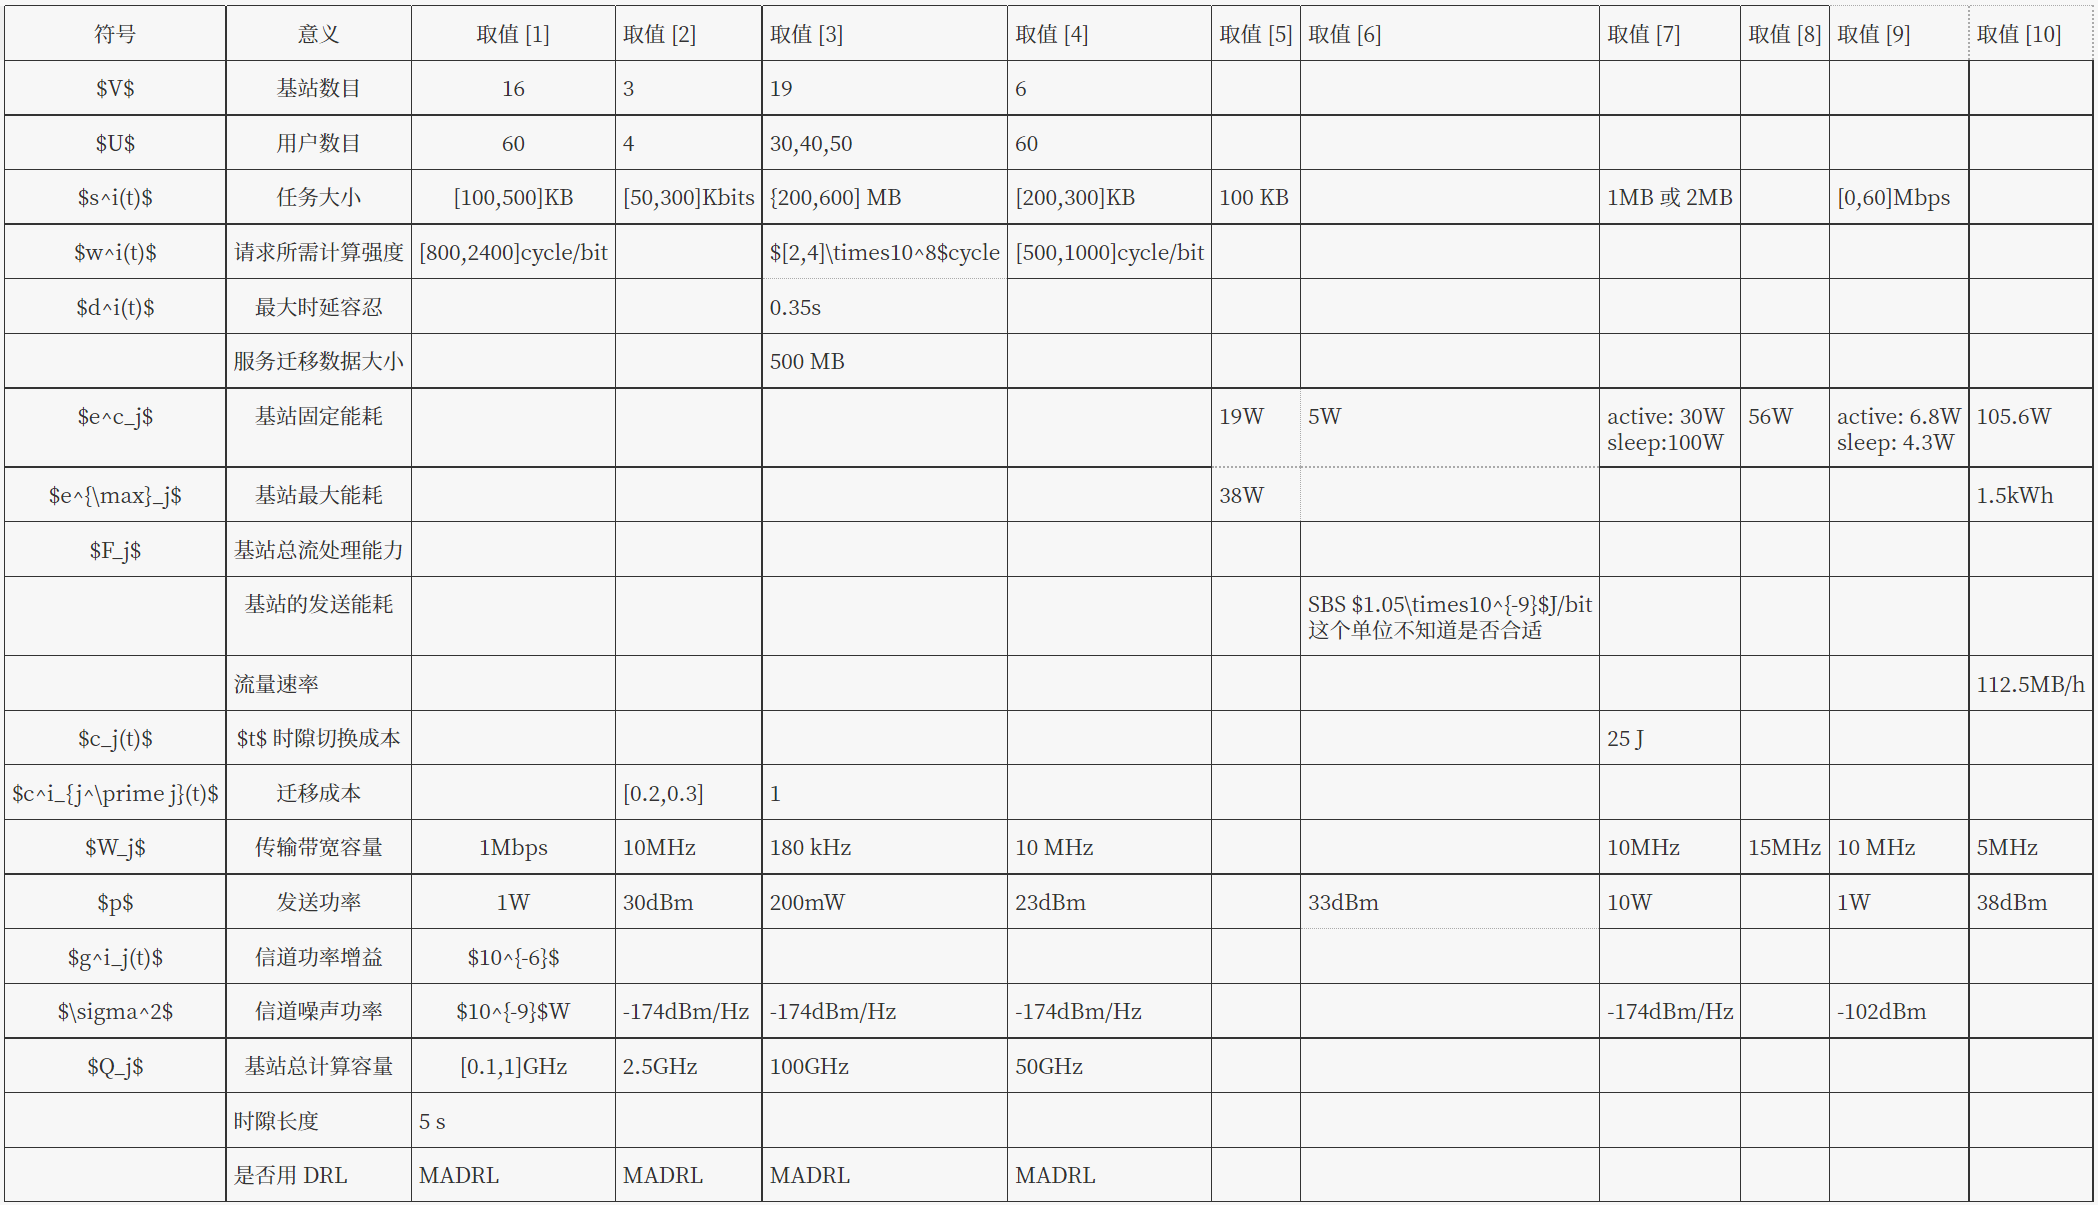 符号 意义 取值 [1] 取值 [2] 取值 [3] 取值 [4] 取值 [5] 取值 [6] 取值 [7] 取值 [8] 取值 [9] 取值 [10]
$V$ 基站数目 16 3 19 6
$U$ 用户数目 60 4 30,40,50 60
$s^i(t)$ 任务大小 [100,500]KB [50,300]Kbits {200,600] MB [200,300]KB 100 KB 1MB 或 2MB [0,60]Mbps
$w^i(t)$ 请求所需计算强度 [800,2400]cycle/bit $[2,4]\times10^8$cycle [500,1000]cycle/bit
$d^i(t)$ 最大时延容忍 0.35s
服务迁移数据大小 500 MB
$e^c_j$ 基站固定能耗 19W 5W active: 30W 56W active: 6.8W 105.6W
sleep:100W sleep: 4.3W
$e^{\max}_j$ 基站最大能耗 38W 1.5kWh
$F_j$ 基站总流处理能力
基站的发送能耗 SBS $1.05\times10^{-9}$J/bit
这个单位不知道是否合适
流量速率 112.5MB/h
$c_j(t)$ $t$ 时隙切换成本 25 J
$c^i_{j^\prime j}(t)$ 迁移成本 [0.2,0.3] 1
$W_j$ 传输带宽容量 1Mbps 10MHz 180 kHz 10 MHz 10MHz 15MHz 10 MHz 5MHz
$p$ 发送功率 1W 30dBm 200mW 23dBm 33dBm 10W 1W 38dBm
$g^i_j(t)$ 信道功率增益 $10^{-6}$
$\sigma^2$ 信道噪声功率 $10^{-9}$W -174dBm/Hz -174dBm/Hz -174dBm/Hz -174dBm/Hz -102dBm
$Q_j$ 基站总计算容量 [0.1,1]GHz 2.5GHz 100GHz 50GHz
时隙长度 5 s
是否用 DRL MADRL MADRL MADRL MADRL